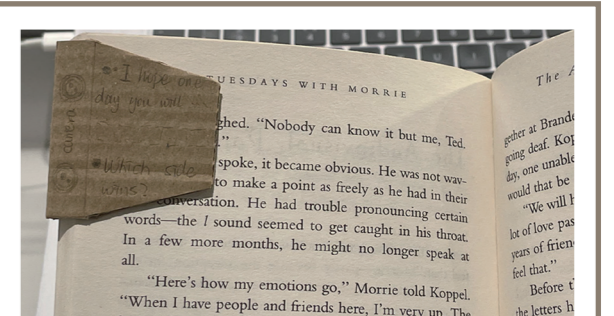 I hope one
day you will
Which side
wins?
camera
TUESDAYS WITH MORRIE
ghed. “Nobody can know it but me, Ted.
”
spoke, it became obvious. He was not wav-
to make a point as freely as he had in their
conversation. He had trouble pronouncing certain
words—the l sound seemed to get caught in his throat.
In a few more months, he might no longer speak at
all.
“Here’s how my emotions go,” Morrie told Koppel.
“When I have people and friends here, I’m very up. The
The
gether at Brande
going deaf. Kop
day, one unable
would that be
“We will h
lot of love pas
years of frien
feel that.”
Before t
the letters h